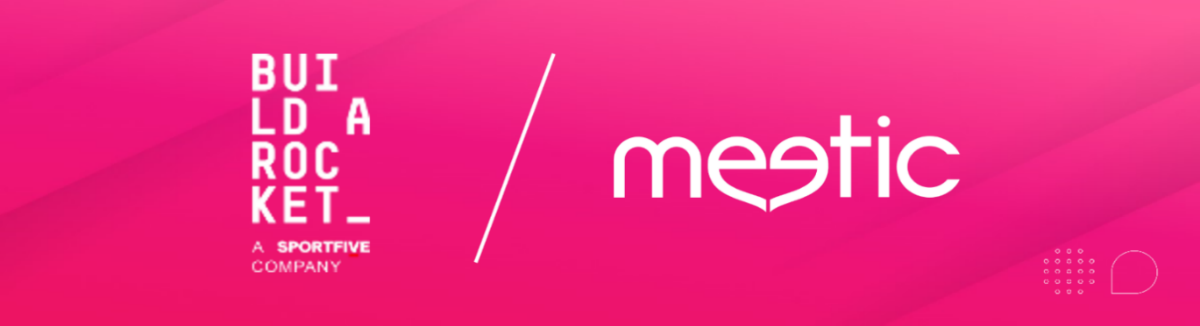 BUI
LD A
ROC
KET_
A SPORTFIVE
COMPANY
meetic